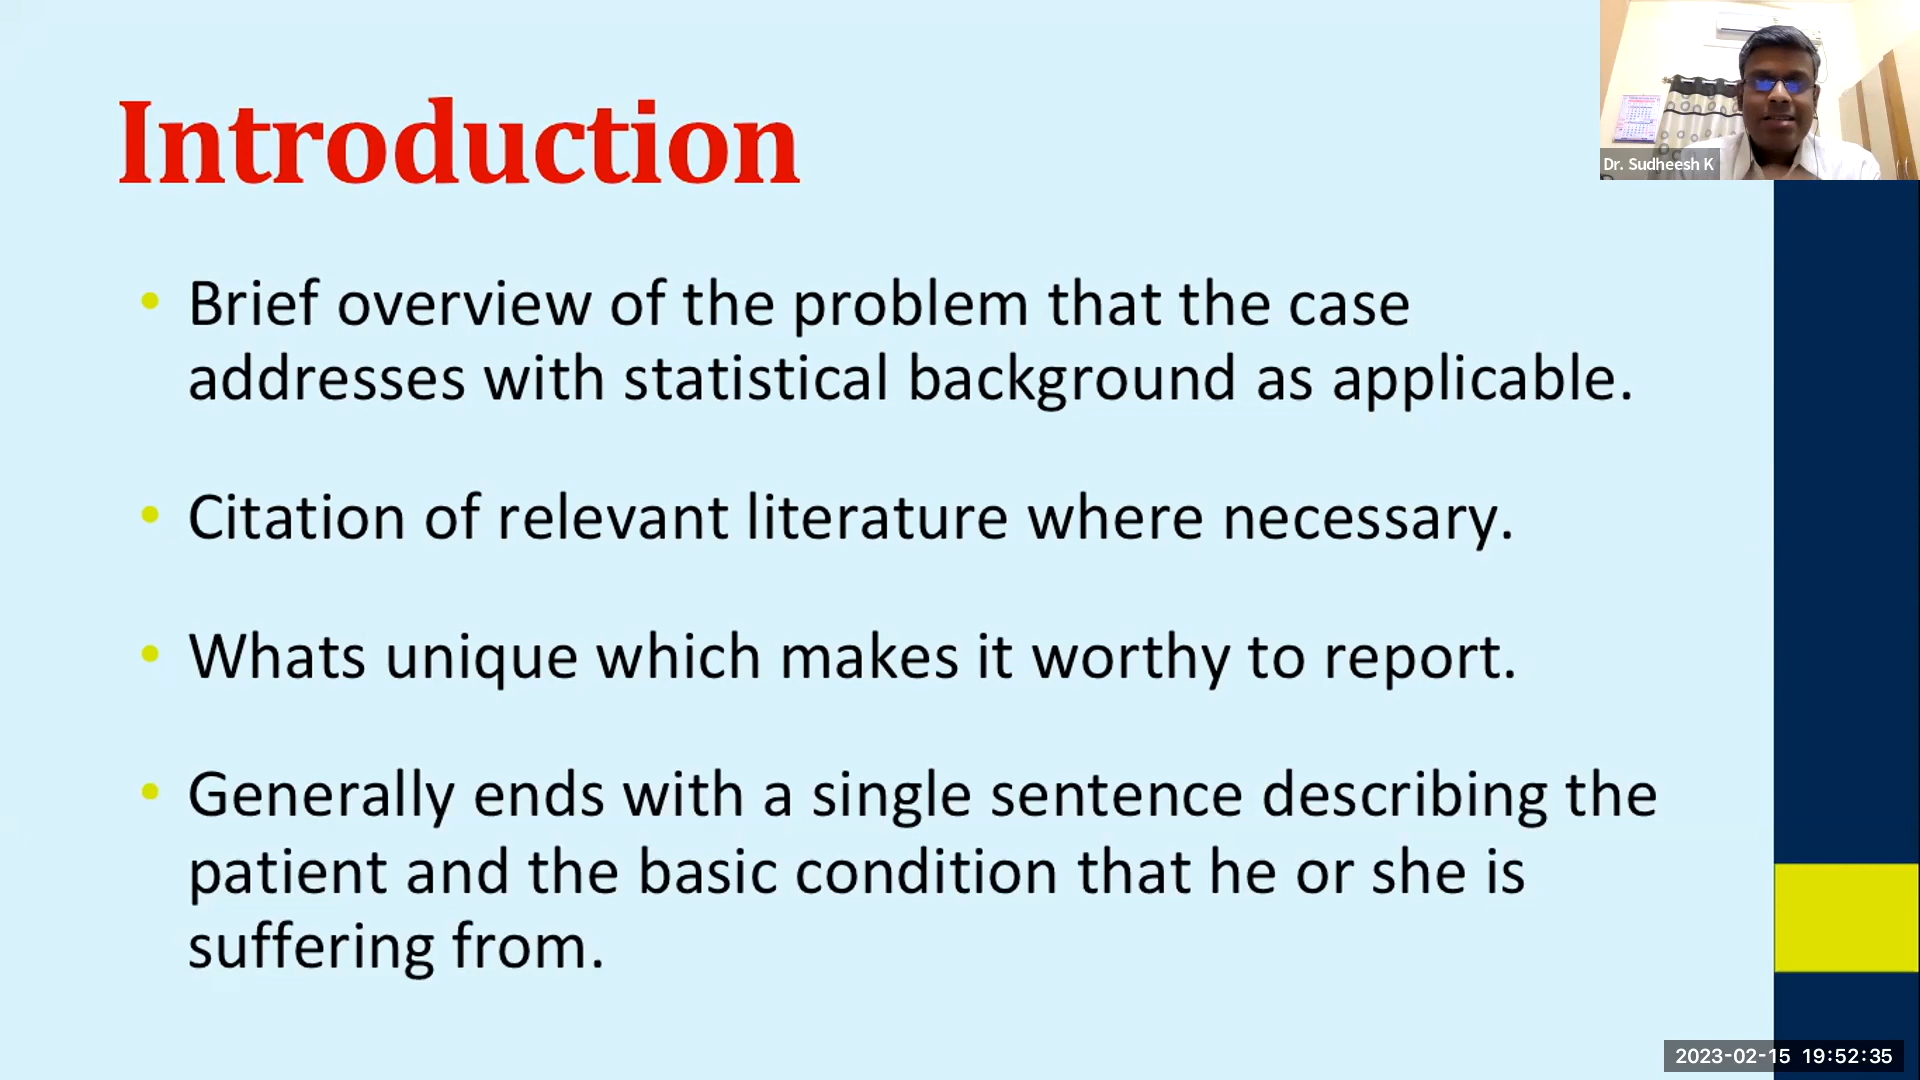 Introduction
Dr. Sudheesh K
• Brief overview of the problem that the case
addresses with statistical background as applicable.
• Citation of relevant literature where necessary.
• Whats unique which makes it worthy to report.
• Generally ends with a single sentence describing the
patient and the basic condition that he or she is
suffering from.
2023-02-15 19:52:35